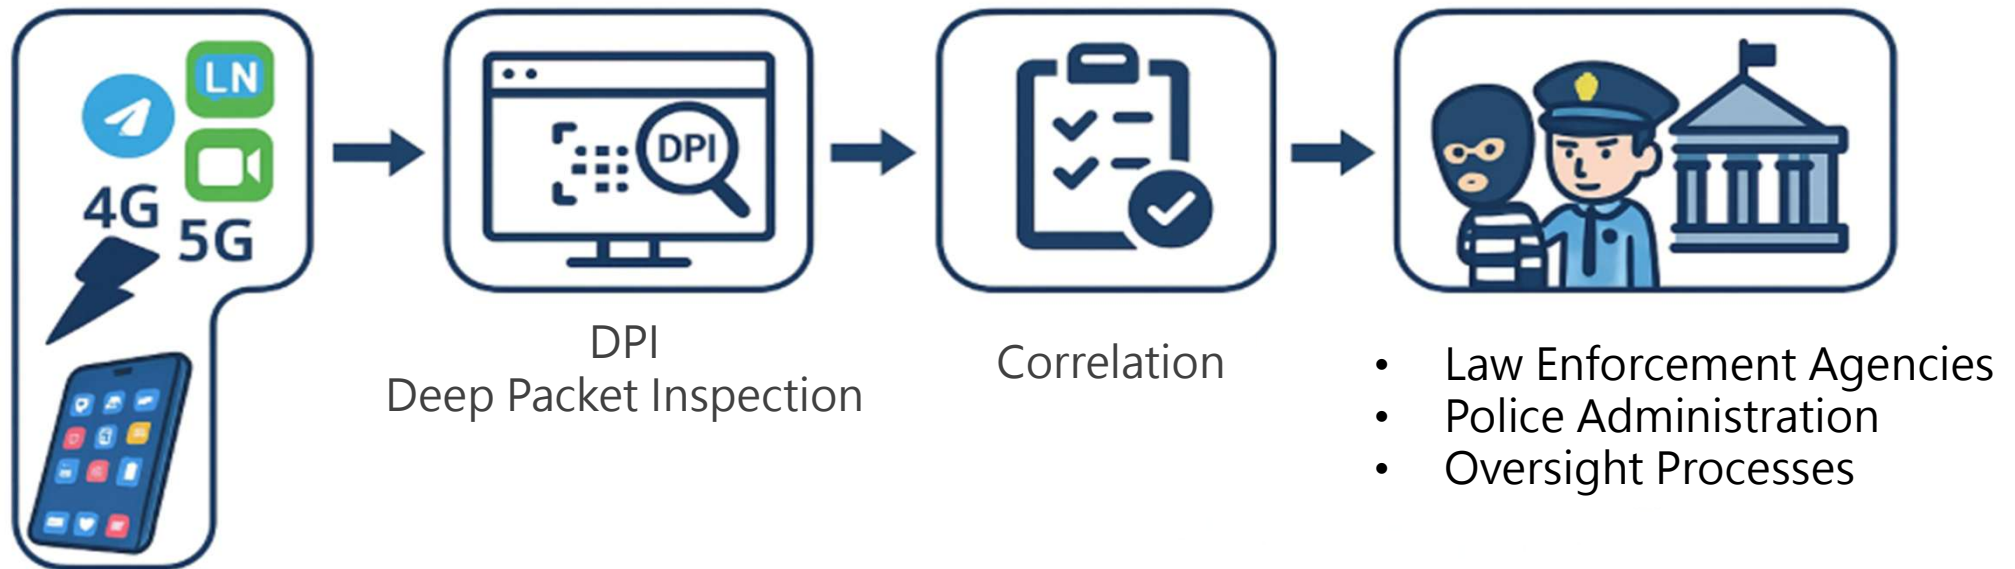 LN
4G
5G
DPI
DPI
Deep Packet Inspection
Correlation
• Law Enforcement Agencies
• Police Administration
• Oversight Processes